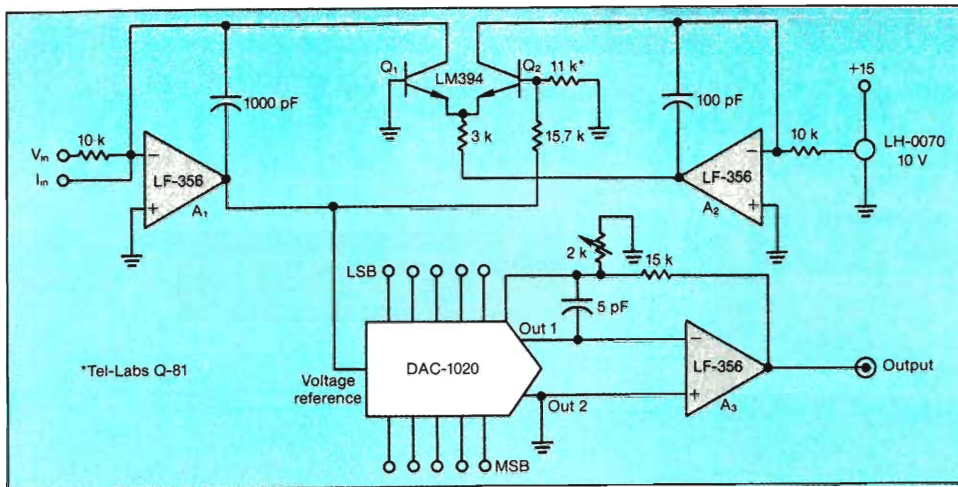 Q₁
Q₂
11 k*
LM394
+15
1000 pF
100 pF
3 k
15.7 k
10 k
10 k
LH-0070
10 V
Vin
Iin
−
+
LF-356
A₁
LF-356
A₂
−
+
2 k
15 k
LSB
5 pF
Out 1
DAC-1020
−
+
LF-356
A₃
Output
*Tel-Labs Q-81
Voltage
reference
Out 2
MSB